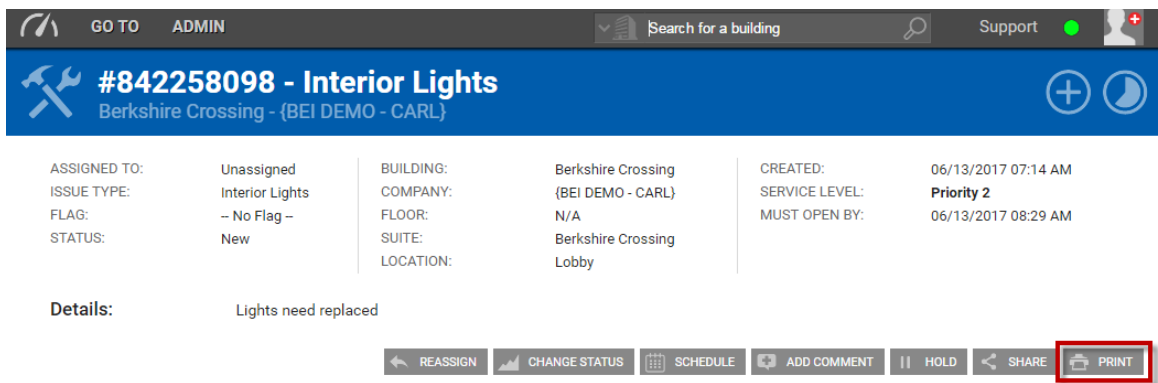 GO TO ADMIN Search for a building Support
#842258098 - Interior Lights
Berkshire Crossing - {BEI DEMO - CARL}
ASSIGNED TO: Unassigned BUILDING: Berkshire Crossing CREATED: 06/13/2017 07:14 AM
ISSUE TYPE: Interior Lights COMPANY: {BEI DEMO - CARL} SERVICE LEVEL: Priority 2
FLAG: -- No Flag -- FLOOR: N/A MUST OPEN BY: 06/13/2017 08:29 AM
STATUS: New SUITE: Berkshire Crossing
LOCATION: Lobby
Details: Lights need replaced
REASSIGN CHANGE STATUS SCHEDULE ADD COMMENT HOLD SHARE PRINT